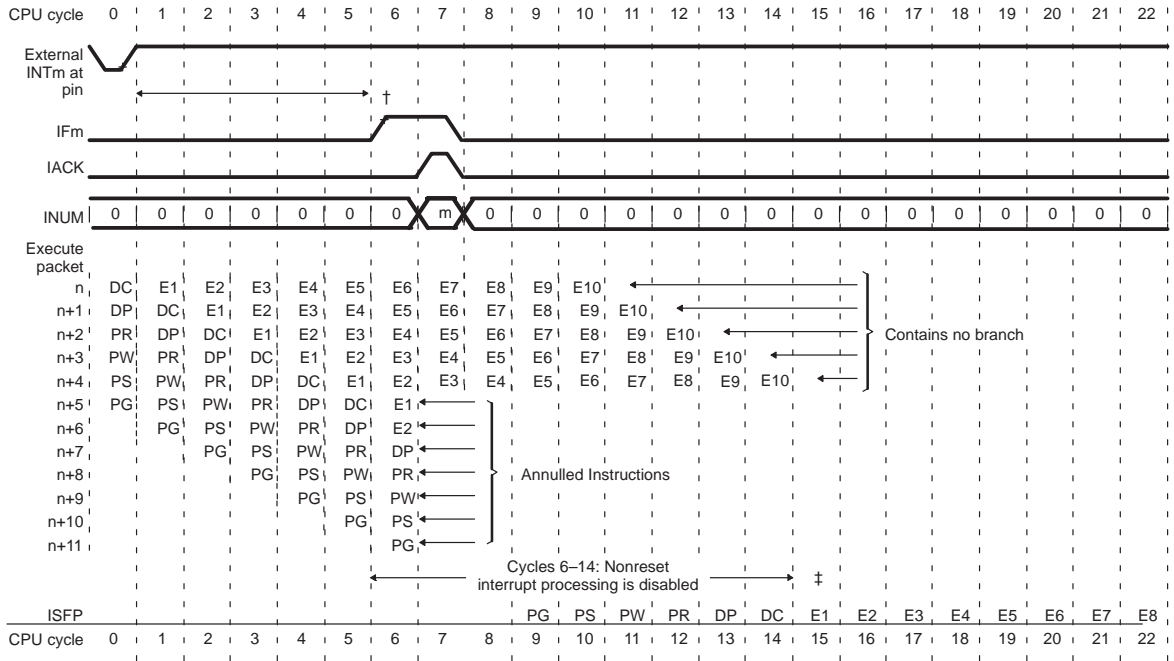 CPU cycle 0 1 2 3 4 5 6 7 8 9 10 11 12 13 14 15 16 17 18 19 20 21 22
External
INTm at
pin
†
IFm
IACK
INUM 0 0 0 0 0 0 0 m 0 0 0 0 0 0 0 0 0 0 0 0 0 0 0
Execute
packet
n DC E1 E2 E3 E4 E5 E6 E7 E8 E9 E10
n+1 DP DC E1 E2 E3 E4 E5 E6 E7 E8 E9 E10
n+2 PR DP DC E1 E2 E3 E4 E5 E6 E7 E8 E9 E10
Contains no branch
n+3 PW PR DP DC E1 E2 E3 E4 E5 E6 E7 E8 E9 E10
n+4 PS PW PR DP DC E1 E2 E3 E4 E5 E6 E7 E8 E9 E10
n+5 PG PS PW PR DP DC E1
n+6 PG PS PW PR DP E2
n+7 PG PS PW PR DP
n+8 PG PS PW PR
Annulled Instructions
n+9 PG PS PW
n+10 PG PS
n+11 PG
Cycles 6–14: Nonreset
interrupt processing is disabled
‡
ISFP PG PS PW PR DP DC E1 E2 E3 E4 E5 E6 E7 E8
CPU cycle 0 1 2 3 4 5 6 7 8 9 10 11 12 13 14 15 16 17 18 19 20 21 22